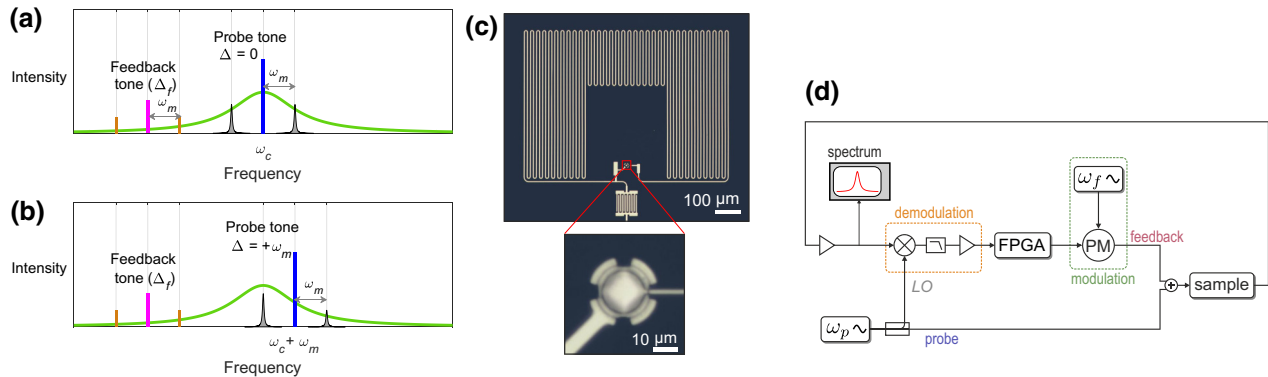 (a)
Intensity
Probe tone
Δ = 0
Feedback
tone (Δf)
ωm
ωm
ωc
Frequency
(b)
Intensity
Probe tone
Δ = +ωm
Feedback
tone (Δf)
ωm
ωc + ωm
Frequency
(c)
100 μm
10 μm
(d)
spectrum
demodulation
LO
FPGA
ωf
PM
modulation
feedback
sample
ωp
probe